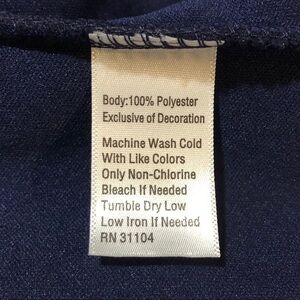 Body:100% Polyester
Exclusive of Decoration
Machine Wash Cold
With Like Colors
Only Non-Chlorine
Bleach If Needed
Tumble Dry Low
Low Iron If Needed
RN 31104